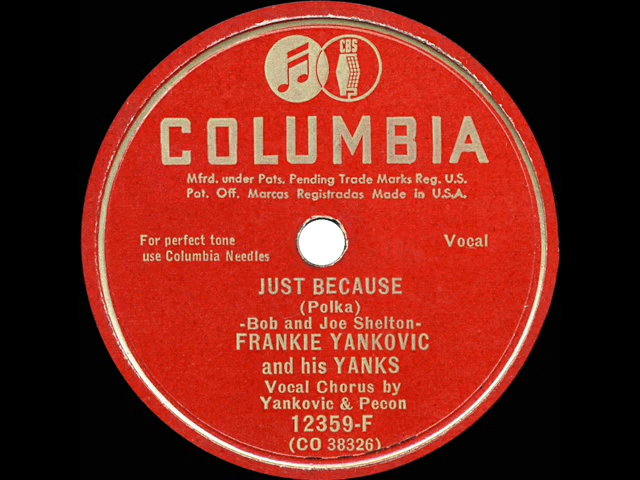 CBS
COLUMBIA
Mfrd. under Pats. Pending Trade Marks Reg. U.S.
Pat. Off. Marcas Registradas Made in U.S.A.
For perfect tone
use Columbia Needles
Vocal
JUST BECAUSE
(Polka)
-Bob and Joe Shelton-
FRANKIE YANKOVIC
and his YANKS
Vocal Chorus by
Yankovic & Pecon
12359-F
(CO 38326)